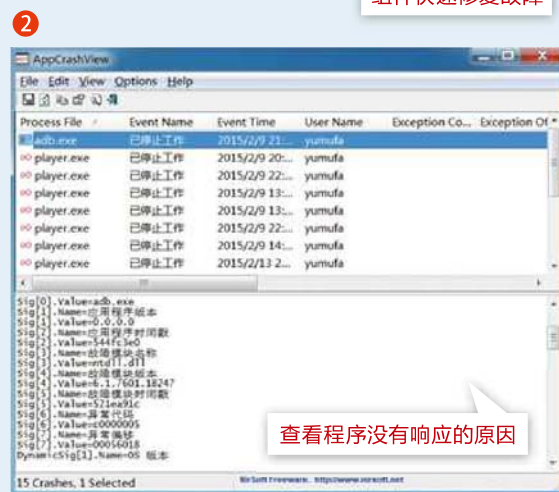 组件快速修复故障
2
AppCrashView
File Edit View Options Help
Process File Event Name Event Time User Name Exception Co... Exception Of
adb.exe 已停止工作 2015/2/9 21:... yumufa
player.exe 已停止工作 2015/2/9 20:... yumufa
player.exe 已停止工作 2015/2/9 22:... yumufa
player.exe 已停止工作 2015/2/9 13:... yumufa
player.exe 已停止工作 2015/2/9 13:... yumufa
player.exe 已停止工作 2015/2/9 22:... yumufa
player.exe 已停止工作 2015/2/9 14:... yumufa
player.exe 已停止工作 2015/2/13 2... yumufa
Sig[0].Value=adb.exe
Sig[1].Name=应用程序版本
Sig[1].Value=0.0.0.0
Sig[2].Name=应用程序时间戳
Sig[2].Value=544fc3e0
Sig[3].Name=故障模块名称
Sig[3].Value=ntdll.dll
Sig[4].Name=故障模块版本
Sig[4].Value=6.1.7601.18247
Sig[5].Name=故障模块时间戳
Sig[5].Value=521ea91c
Sig[6].Name=异常代码
Sig[6].Value=c0000005
Sig[7].Name=异常偏移
Sig[7].Value=00056018
DynamicSig[1].Name=OS 版本
查看程序没有响应的原因
15 Crashes, 1 Selected
NirSoft Freeware. http://www.nirsoft.net